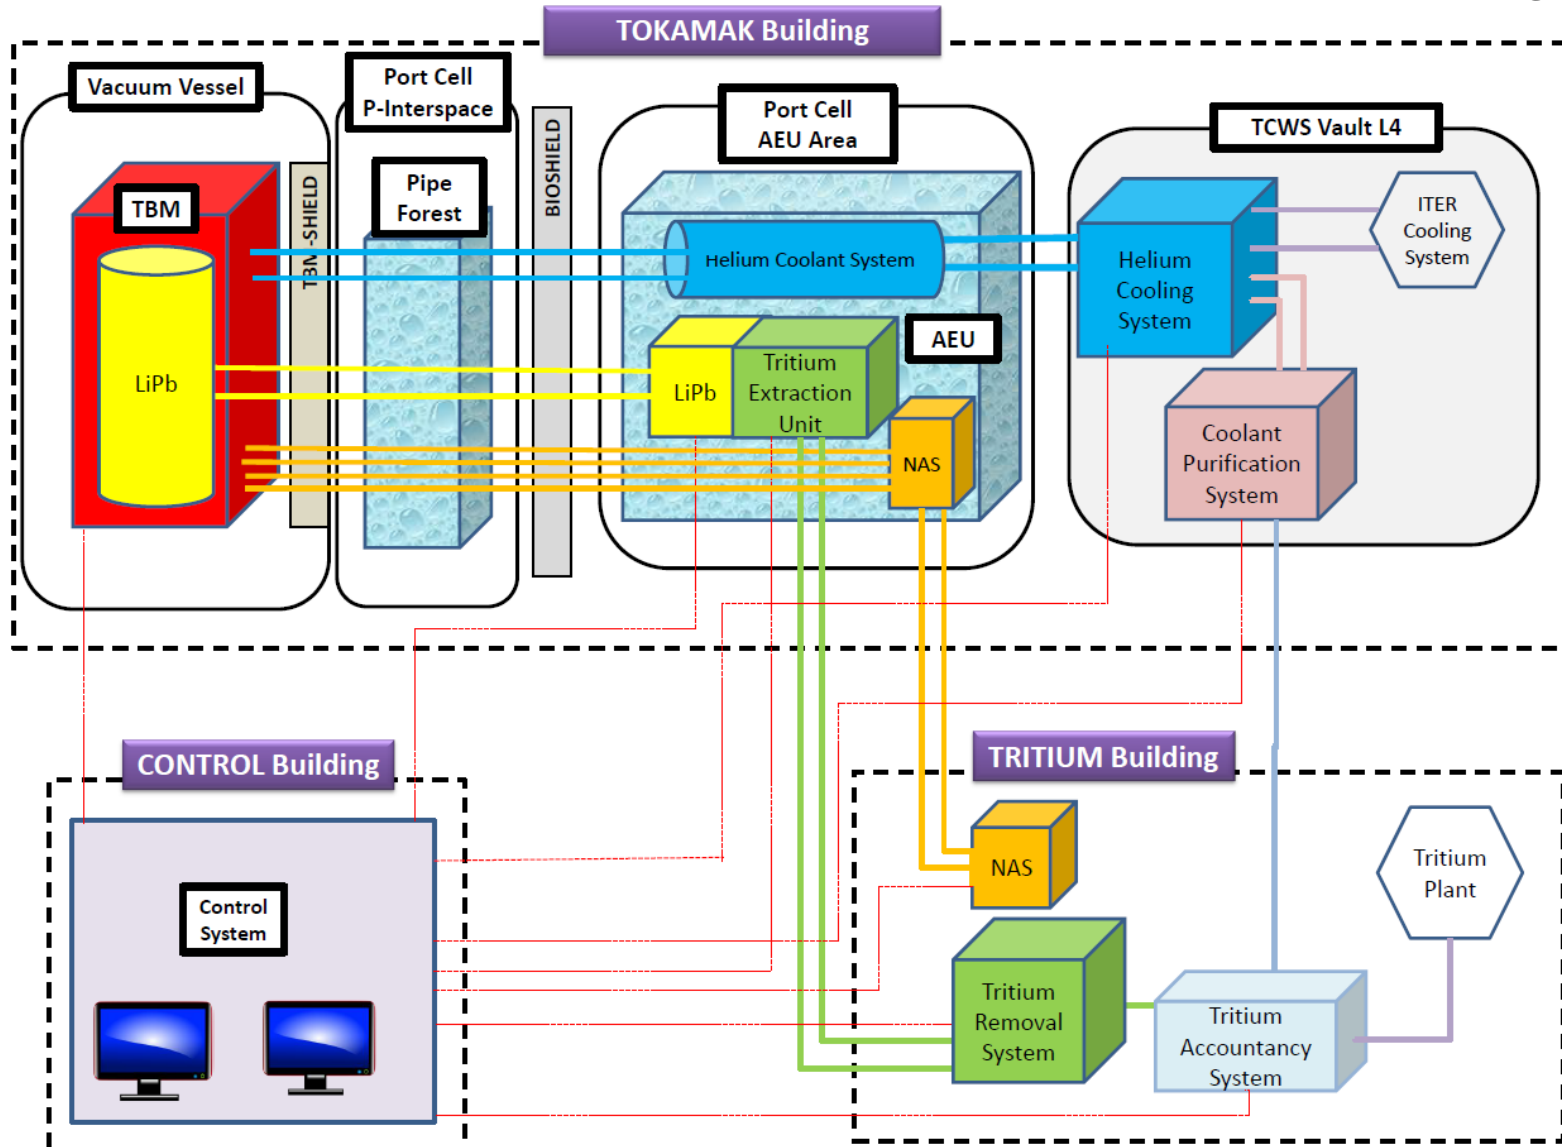 TOKAMAK Building
Vacuum Vessel
Port Cell
P-Interspace
Port Cell
AEU Area
TCWS Vault L4
TBM
TBM-SHIELD
Pipe
Forest
BIOSHIELD
Helium Coolant System
Helium
Cooling
System
ITER
Cooling
System
AEU
LiPb
LiPb
Tritium
Extraction
Unit
NAS
Coolant
Purification
System
CONTROL Building
TRITIUM Building
Control
System
NAS
Tritium
Plant
Tritium
Removal
System
Tritium
Accountancy
System